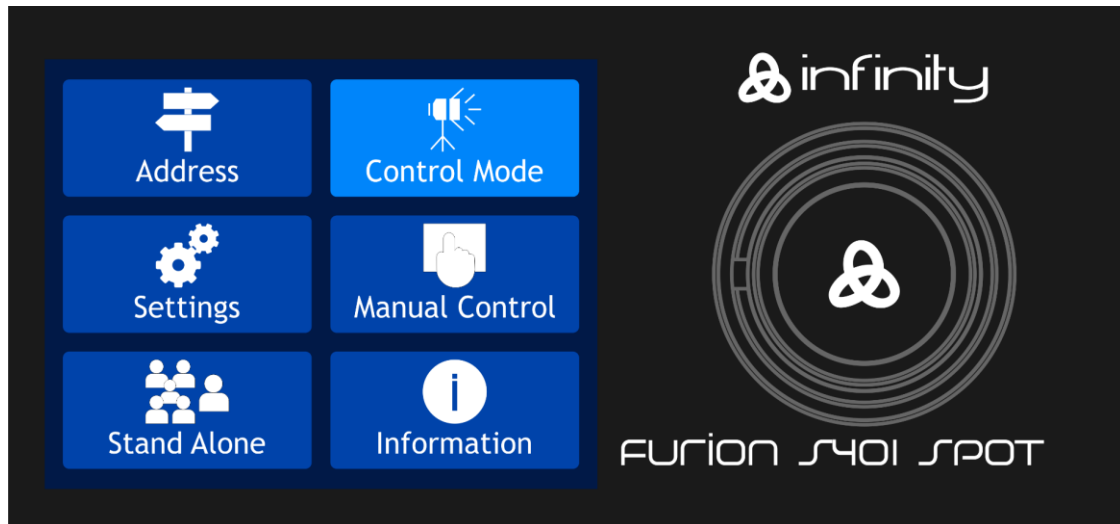 Address
Control Mode
Settings
Manual Control
Stand Alone
Information
infinity
FURION S401 SPOT